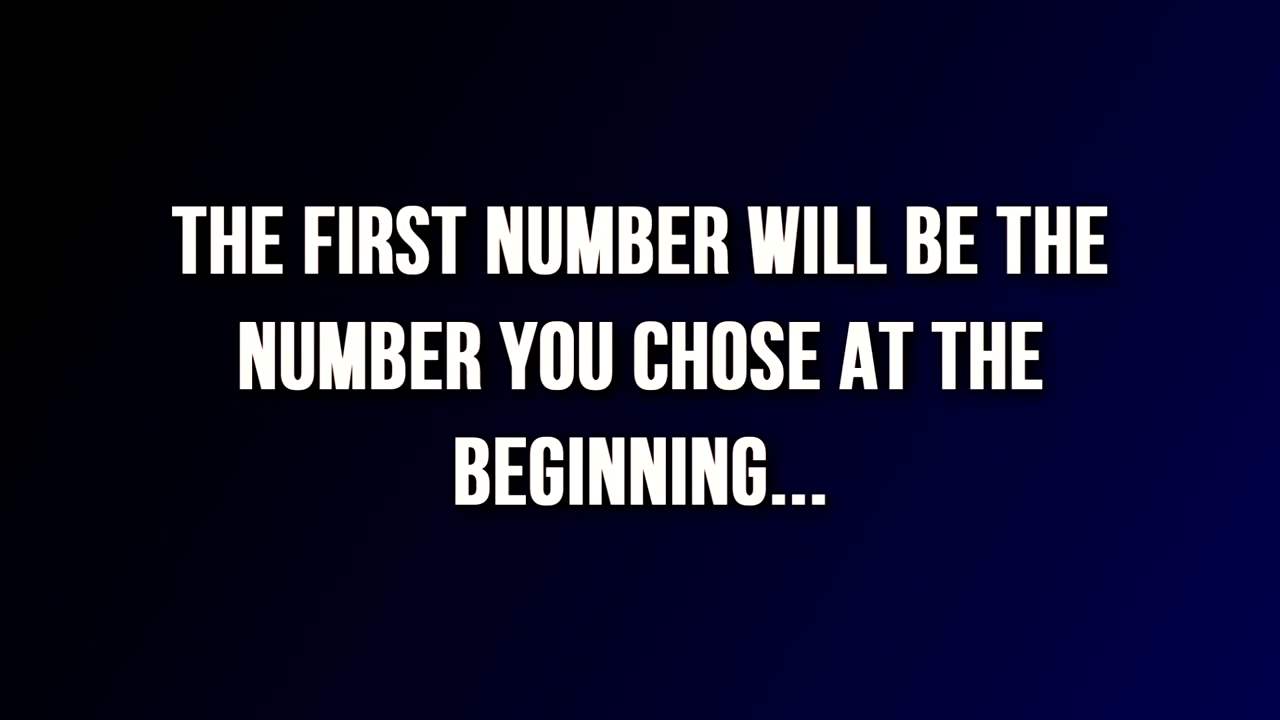 THE FIRST NUMBER WILL BE THE
NUMBER YOU CHOSE AT THE
BEGINNING...